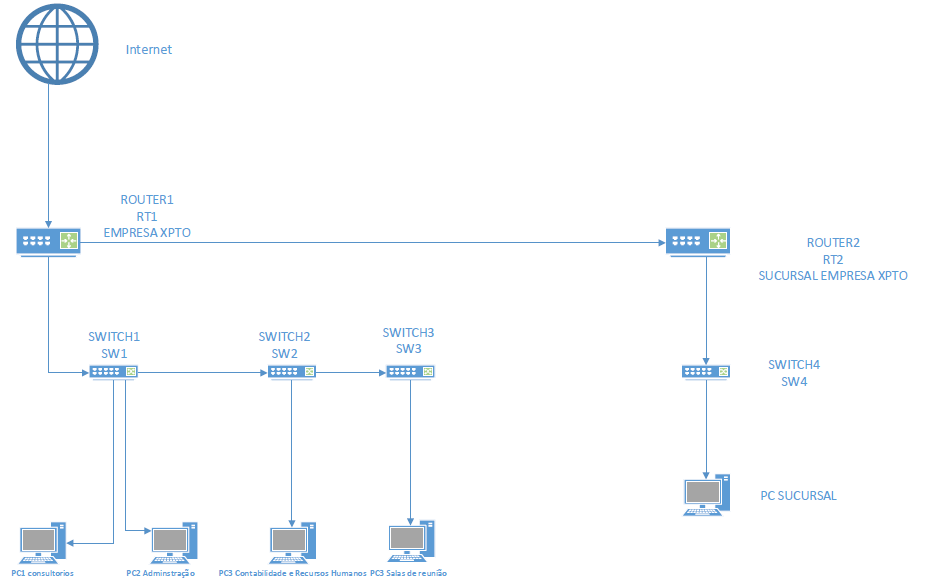 Internet
ROUTER1
RT1
EMPRESA XPTO
ROUTER2
RT2
SUCURSAL EMPRESA XPTO
SWITCH1
SW1
SWITCH2
SW2
SWITCH3
SW3
SWITCH4
SW4
PC SUCURSAL
PC1 consultorios
PC2 Adminstração
PC3 Contabilidade e Recursos Humanos
PC3 Salas de reunião